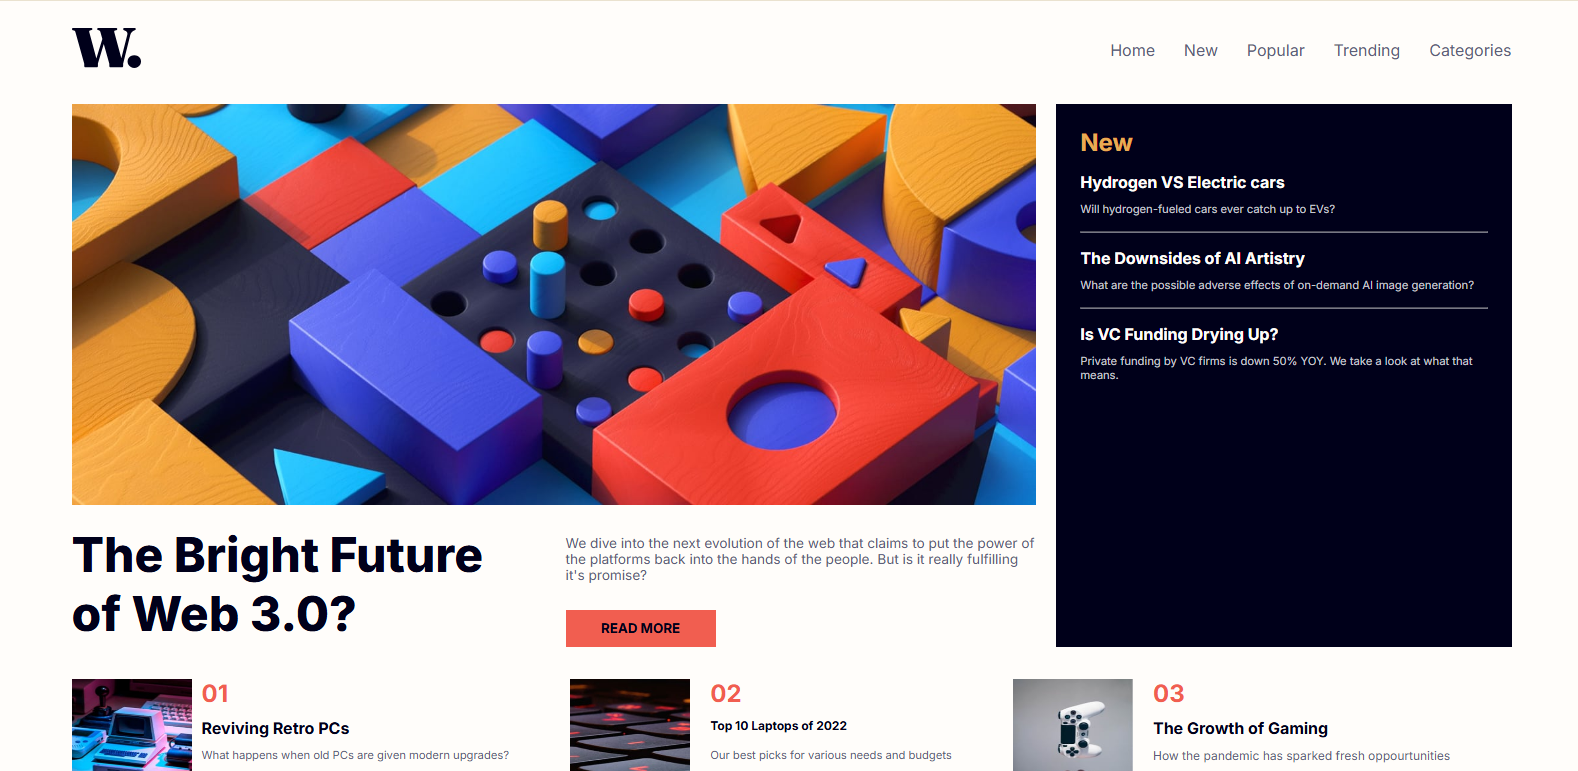 W.
Home New Popular Trending Categories
New
Hydrogen VS Electric cars
Will hydrogen-fueled cars ever catch up to EVs?
The Downsides of AI Artistry
What are the possible adverse effects of on-demand AI image generation?
Is VC Funding Drying Up?
Private funding by VC firms is down 50% YOY. We take a look at what that
means.
The Bright Future
of Web 3.0?
We dive into the next evolution of the web that claims to put the power of
the platforms back into the hands of the people. But is it really fulfilling
it's promise?
READ MORE
01
Reviving Retro PCs
What happens when old PCs are given modern upgrades?
02
Top 10 Laptops of 2022
Our best picks for various needs and budgets
03
The Growth of Gaming
How the pandemic has sparked fresh oppourtunities